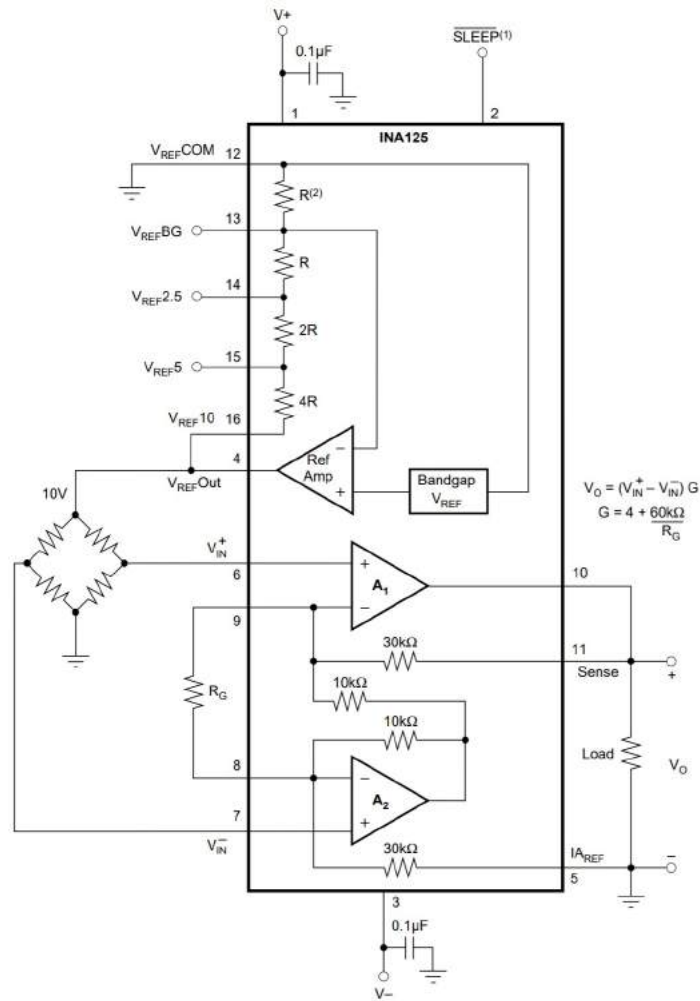 V+
SLEEP(1)
0.1µF
1
2
INA125
VREFCOM
12
R(2)
13
VREFBG
R
14
VREF2.5
2R
15
VREF5
4R
16
VREF10
4
VREFOut
Ref
Amp
−
+
Bandgap
VREF
10V
VO = (VIN+ − VIN−) G
G = 4 + 60kΩ
RG
VIN+
6
+
A1
−
10
9
30kΩ
11
Sense
+
10kΩ
RG
10kΩ
Load
VO
8
−
A2
+
7
VIN−
30kΩ
IAREF
−
5
3
0.1µF
V−